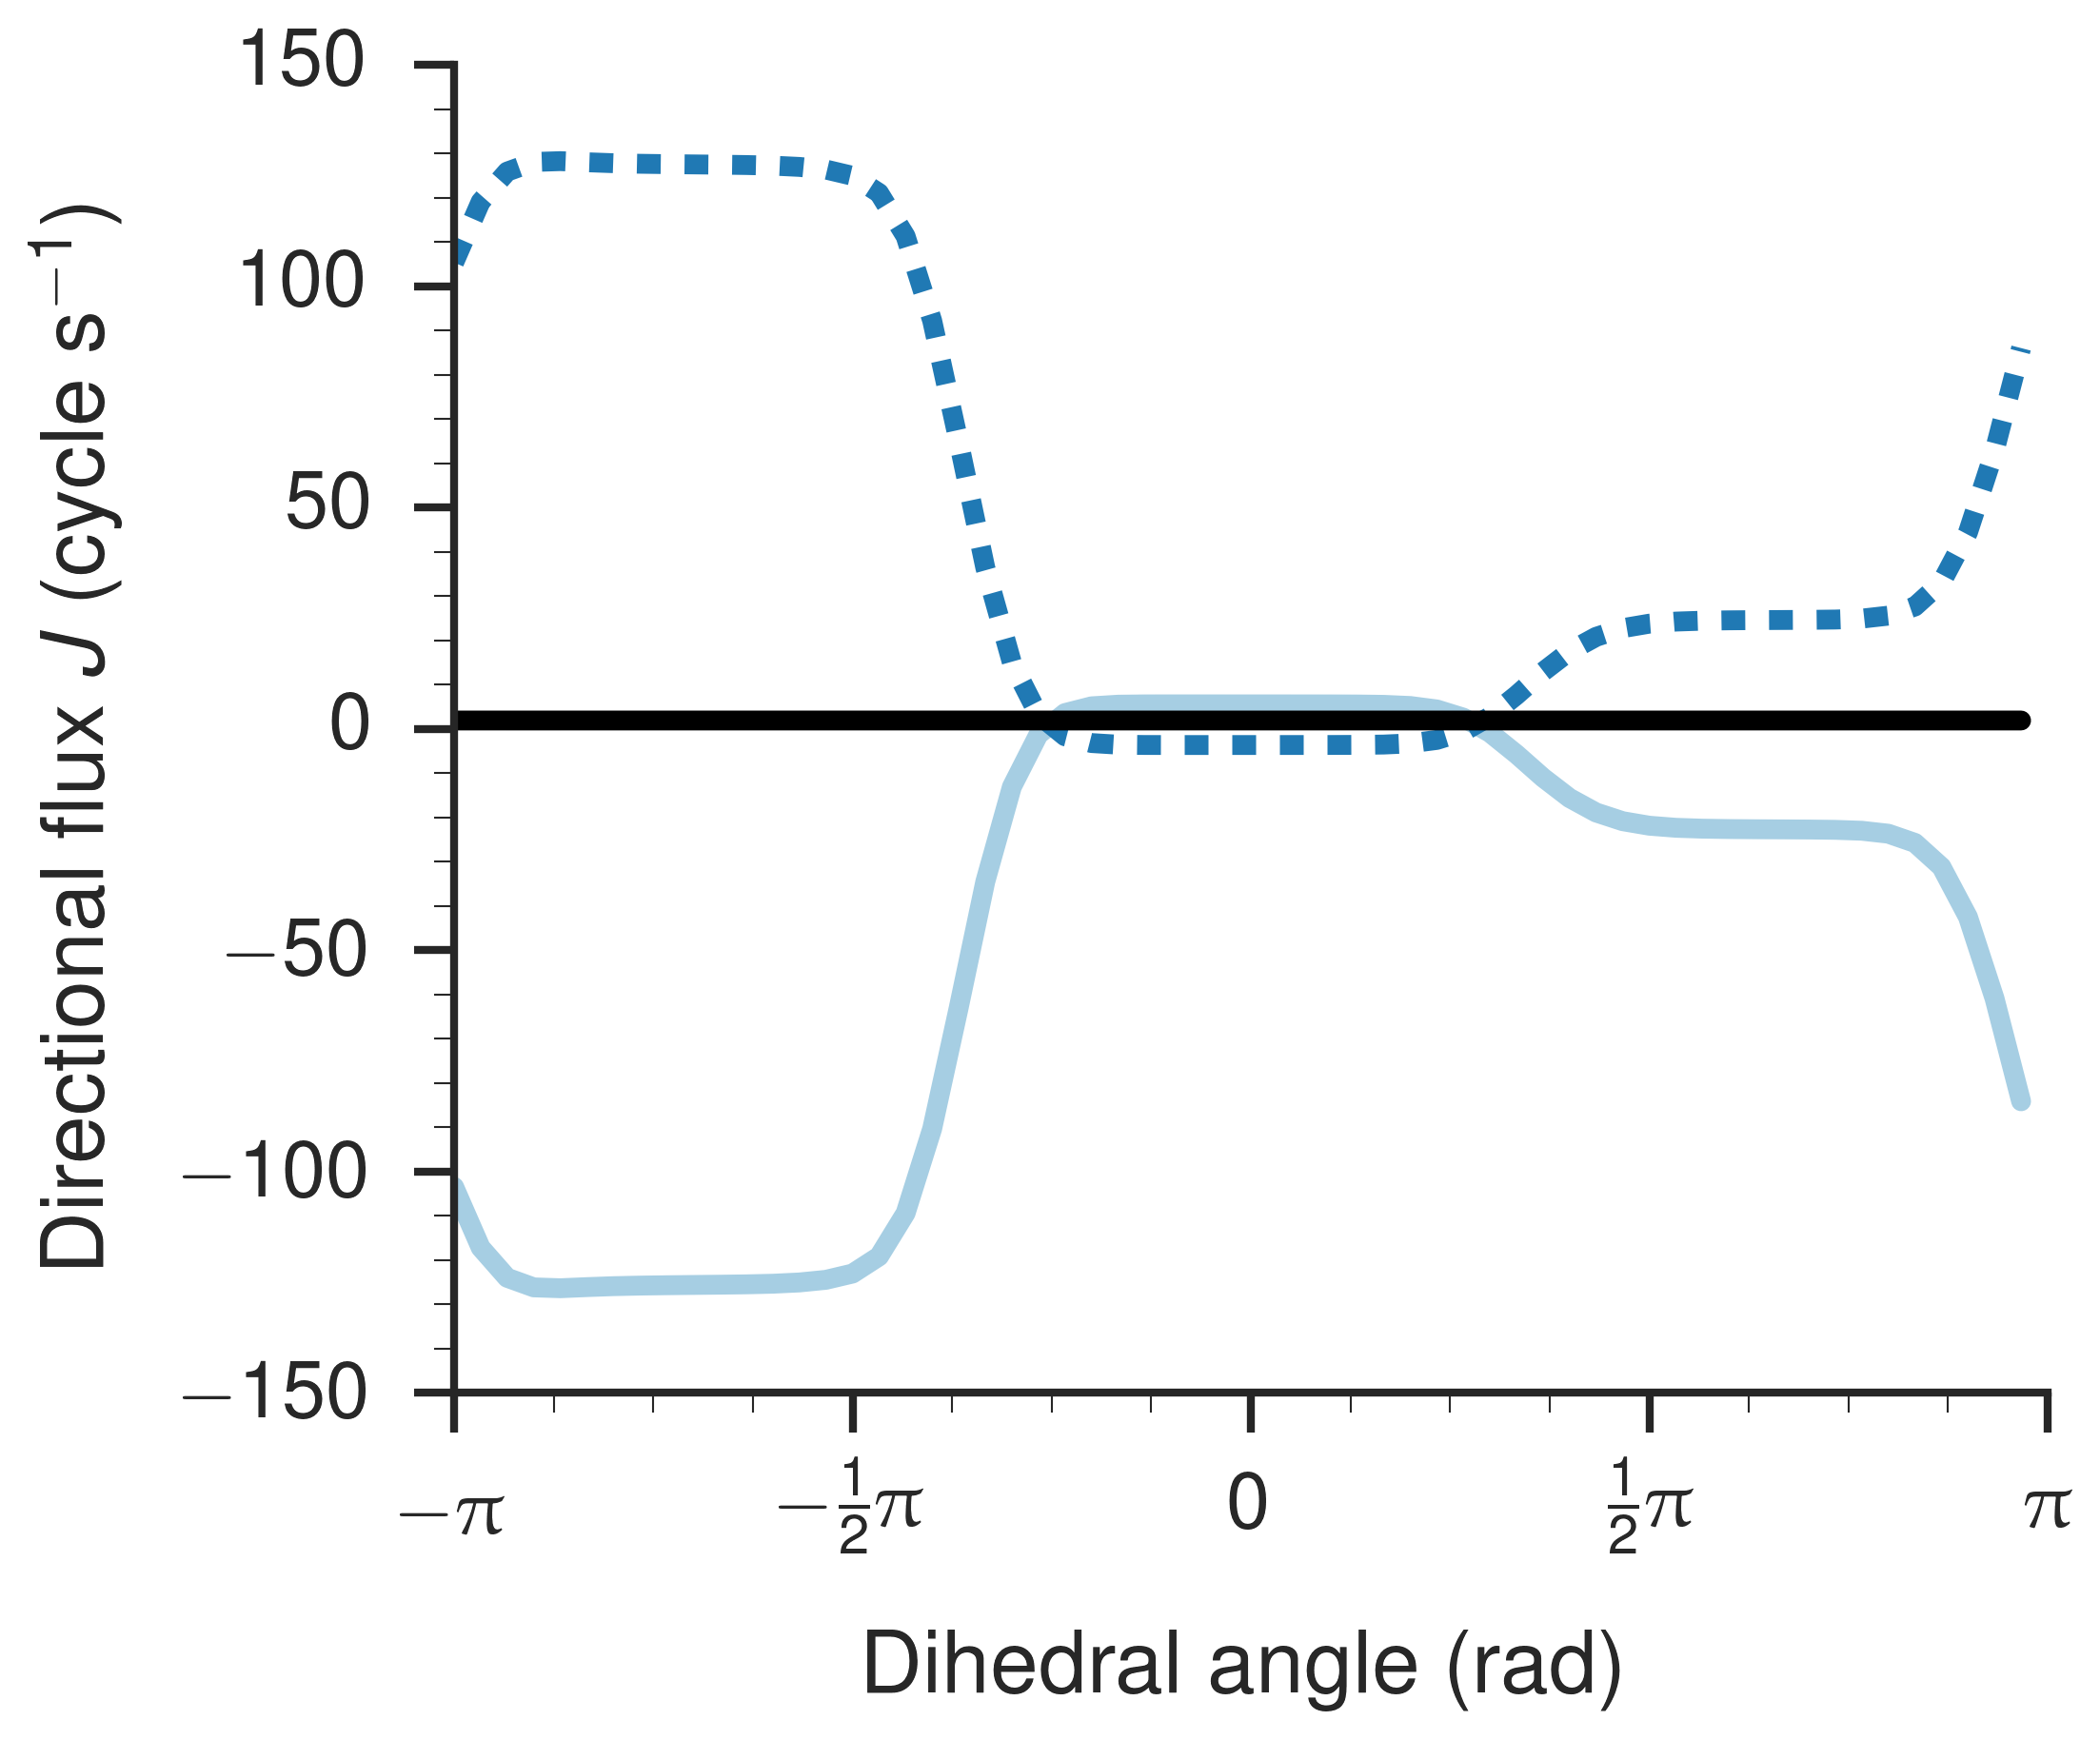 Directional flux J (cycle s⁻¹)
150
100
50
0
−50
−100
−150
−π
−½π
0
½π
π
Dihedral angle (rad)